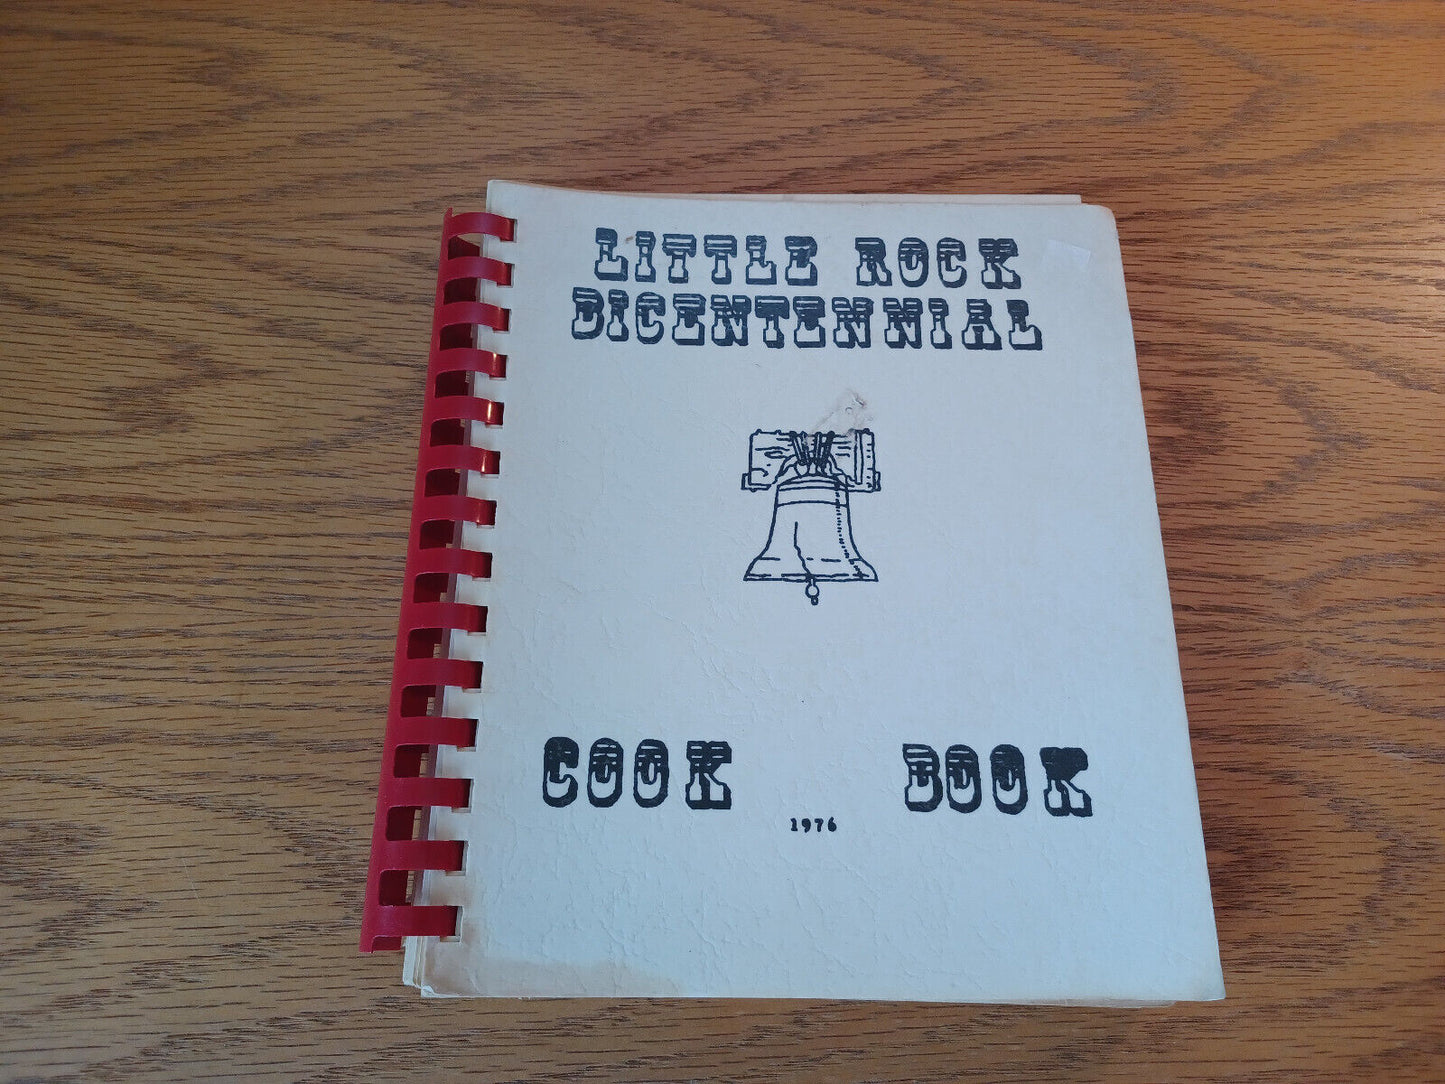 LITTLE ROCK
BICENTENNIAL
COOK BOOK
1976